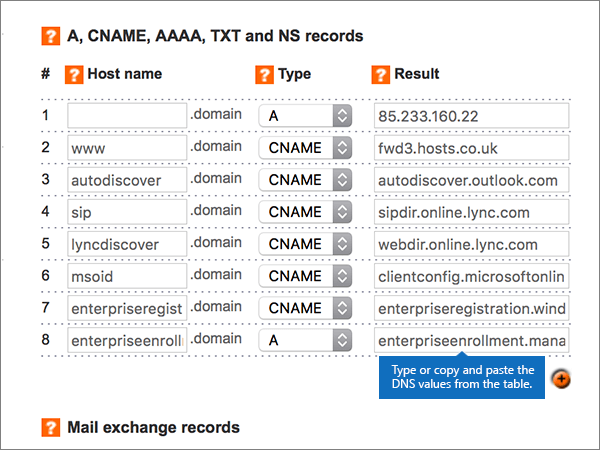 ? A, CNAME, AAAA, TXT and NS records
# ? Host name ? Type ? Result
1 .domain A 85.233.160.22
2 www .domain CNAME fwd3.hosts.co.uk
3 autodiscover .domain CNAME autodiscover.outlook.com
4 sip .domain CNAME sipdir.online.lync.com
5 lyncdiscover .domain CNAME webdir.online.lync.com
6 msoid .domain CNAME clientconfig.microsoftonlin
7 enterpriseregist .domain CNAME enterpriseregistration.wind
8 enterpriseenroll .domain A enterpriseenrollment.mana
Type or copy and paste the
DNS values from the table.
? Mail exchange records